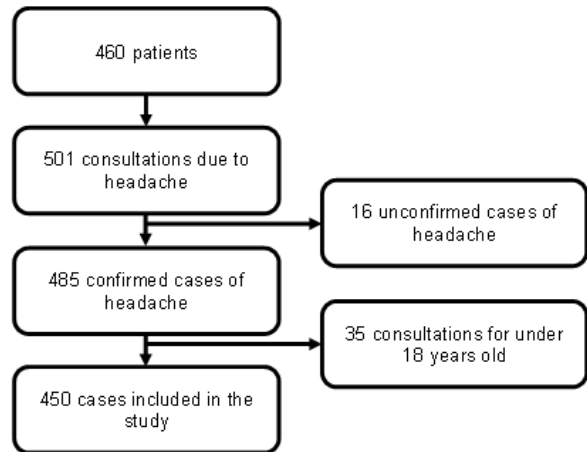 460 patients
501 consultations due to
headache
16 unconfirmed cases of
headache
485 confirmed cases of
headache
35 consultations for under
18 years old
450 cases included in the
study